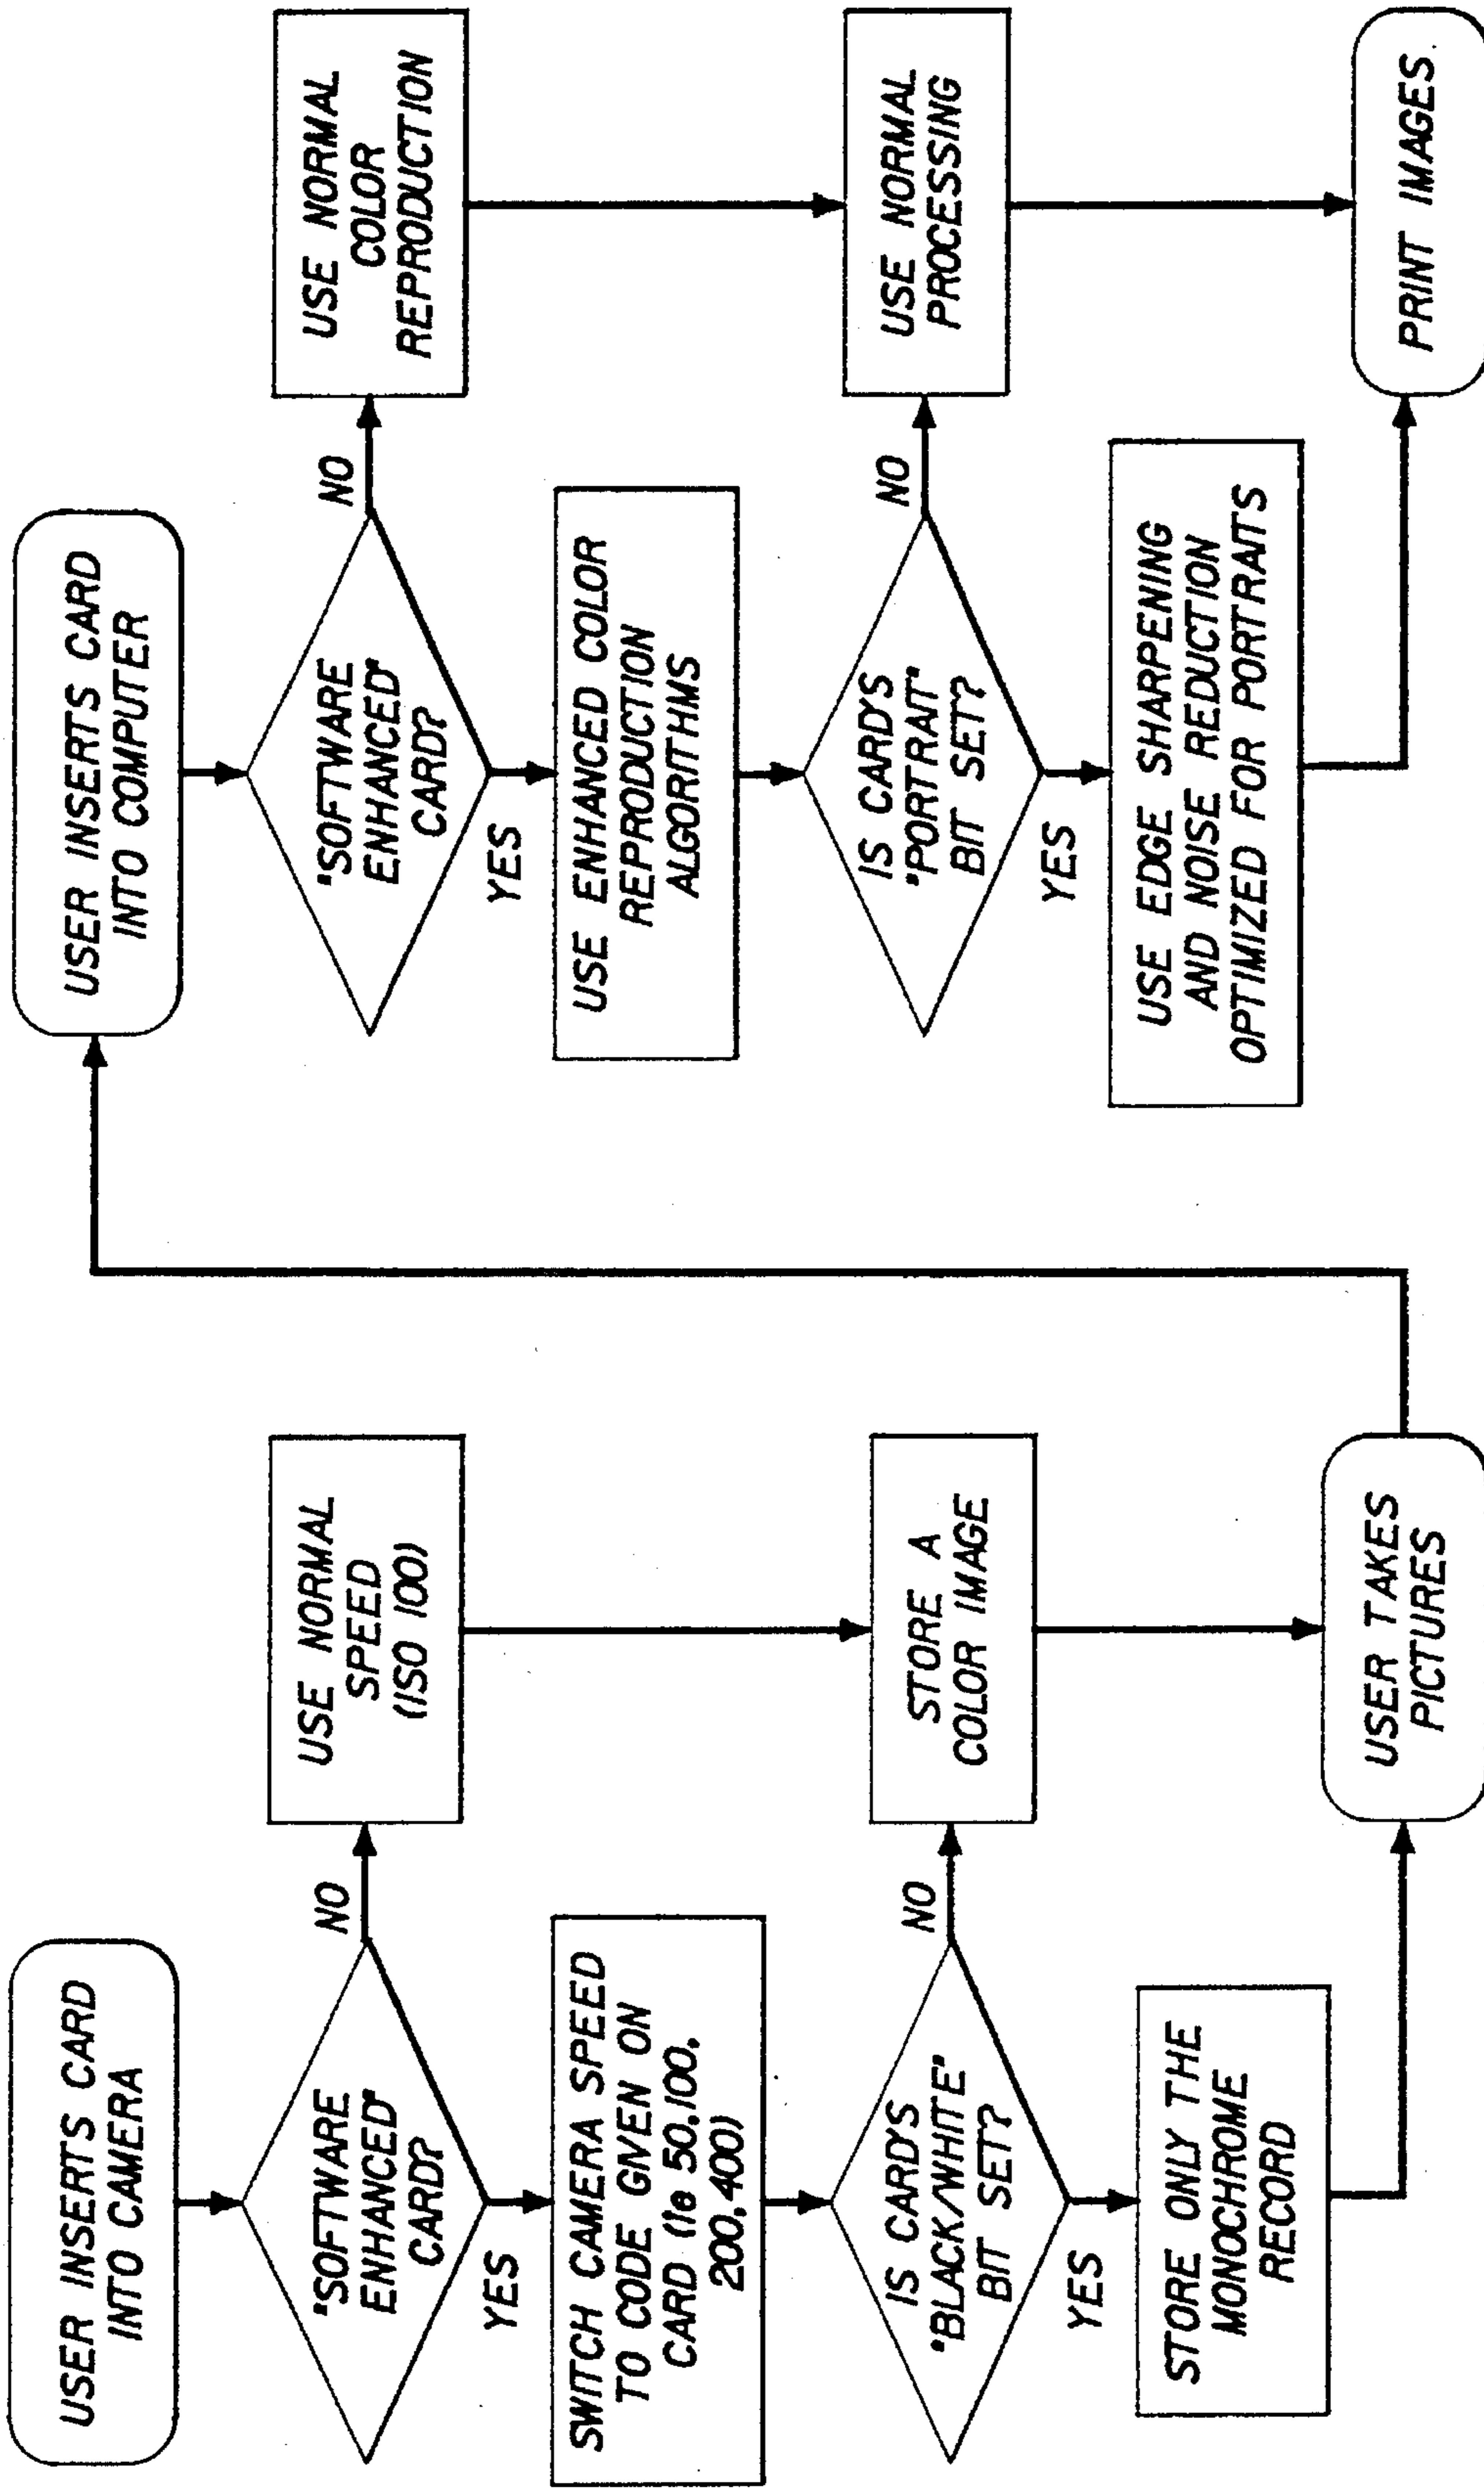 USER INSERTS CARD
INTO CAMERA
"SOFTWARE
ENHANCED"
CARD?
NO
USE NORMAL
SPEED
(ISO 100)
YES
SWITCH CAMERA SPEED
TO CODE GIVEN ON
CARD (ie 50,100,
200,400)
IS CARD'S
"BLACK/WHITE"
BIT SET?
NO
STORE A
COLOR IMAGE
YES
STORE ONLY THE
MONOCHROME
RECORD
USER TAKES
PICTURES
USER INSERTS CARD
INTO COMPUTER
"SOFTWARE
ENHANCED"
CARD?
NO
USE NORMAL
COLOR
REPRODUCTION
YES
USE ENHANCED COLOR
REPRODUCTION
ALGORITHMS
IS CARD'S
"PORTRAIT"
BIT SET?
NO
USE NORMAL
PROCESSING
YES
USE EDGE SHARPENING
AND NOISE REDUCTION
OPTIMIZED FOR PORTRAITS
PRINT IMAGES